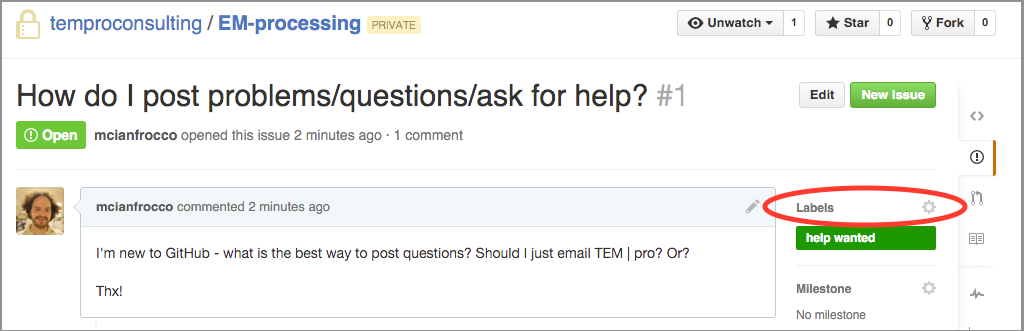 temproconsulting / EM-processing PRIVATE
Unwatch 1 Star 0 Fork 0
How do I post problems/questions/ask for help? #1
Edit New Issue
Open mcianfrocco opened this issue 2 minutes ago · 1 comment
mcianfrocco commented 2 minutes ago
I'm new to GitHub - what is the best way to post questions? Should I just email TEM | pro? Or?
Thx!
Labels
help wanted
Milestone
No milestone